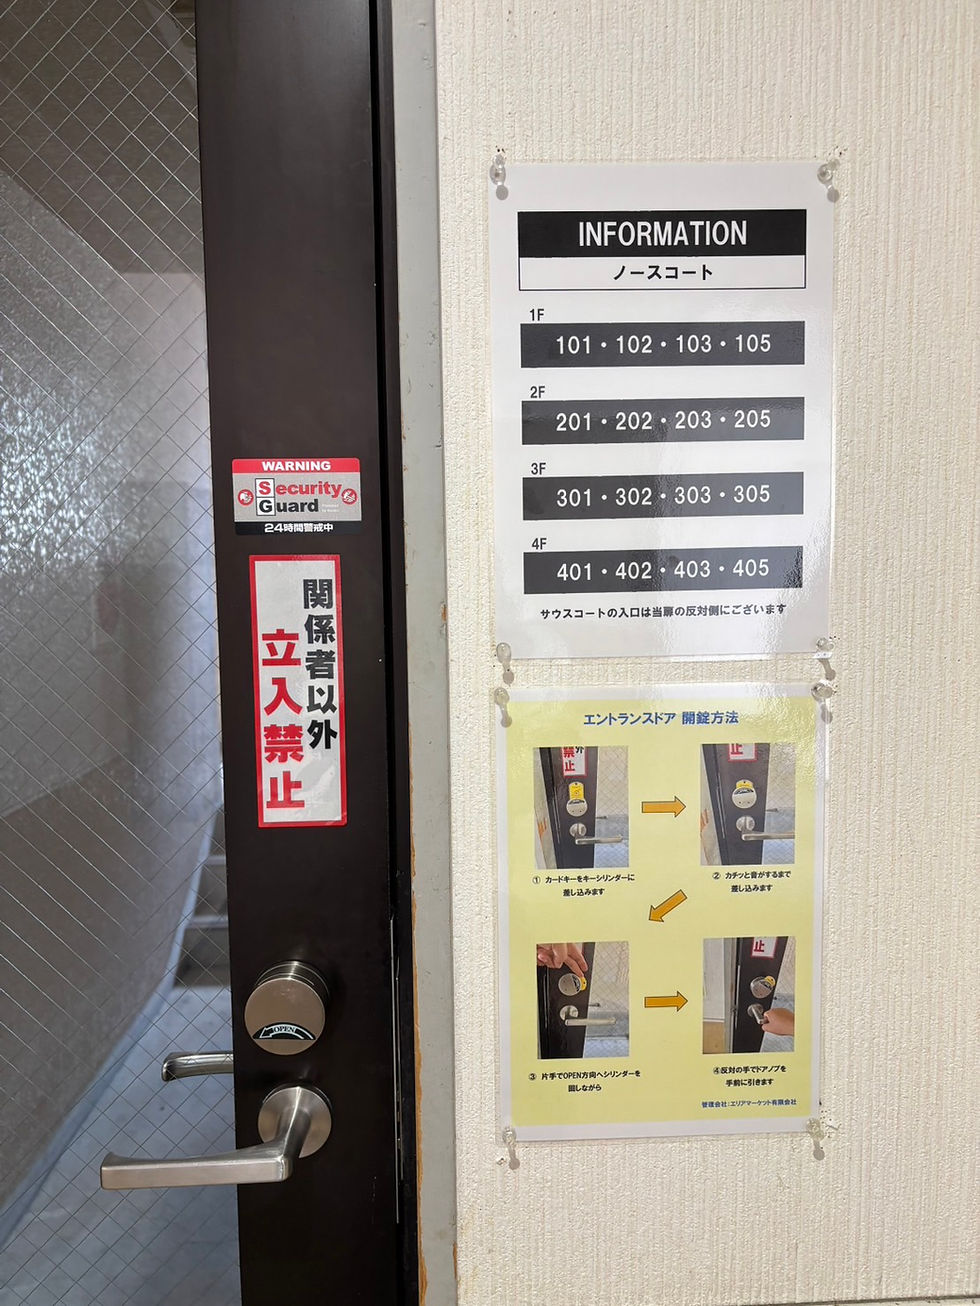 WARNING
Security
Guard
24時間警戒中
関係者以外
立入禁止
OPEN
INFORMATION
ノースコート
1F
101・102・103・105
2F
201・202・203・205
3F
301・302・303・305
4F
401・402・403・405
サウスコートの入口は当扉の反対側にございます
エントランスドア 開錠方法
外
禁止
止
① カードキーをキーシリンダーに
差し込みます
② カチッと音がするまで
差し込みます
止
③ 片手でOPEN方向へシリンダーを
回しながら
④反対の手でドアノブを
手前に引きます
管理会社:エリアマーケット有限会社